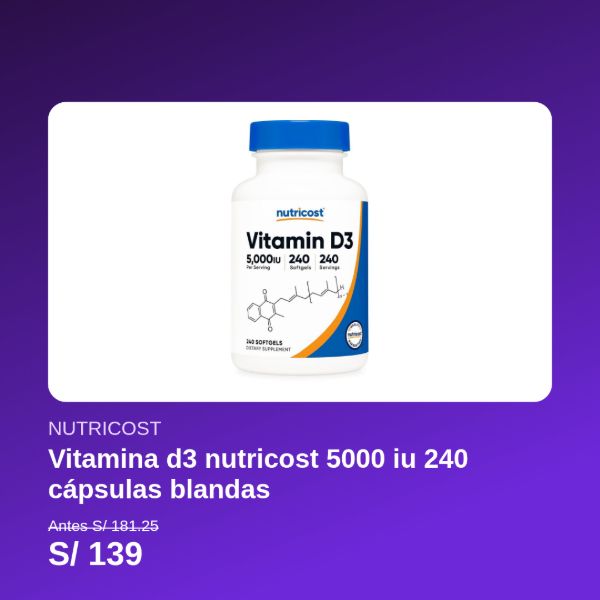 nutricost
Vitamin D3
5,000IU 240 240
Per Serving Softgels Servings
240 SOFTGELS
DIETARY SUPPLEMENT
nutricost
NUTRICOST
Vitamina d3 nutricost 5000 iu 240
cápsulas blandas
Antes S/ 181.25
S/ 139